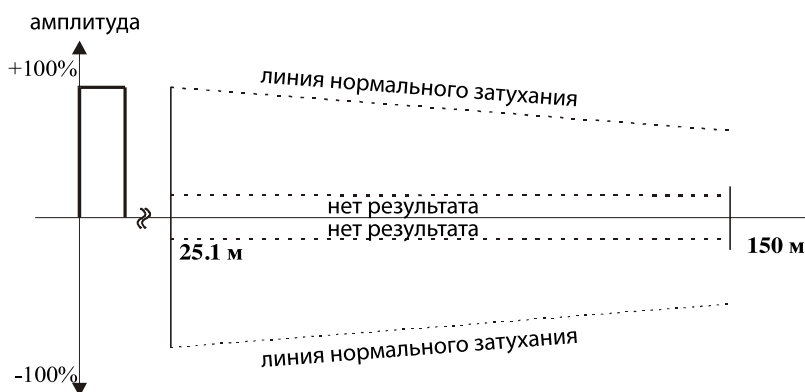 амплитуда
+100%
линия нормального затухания
нет результата
нет результата
25.1 м
150 м
линия нормального затухания
-100%